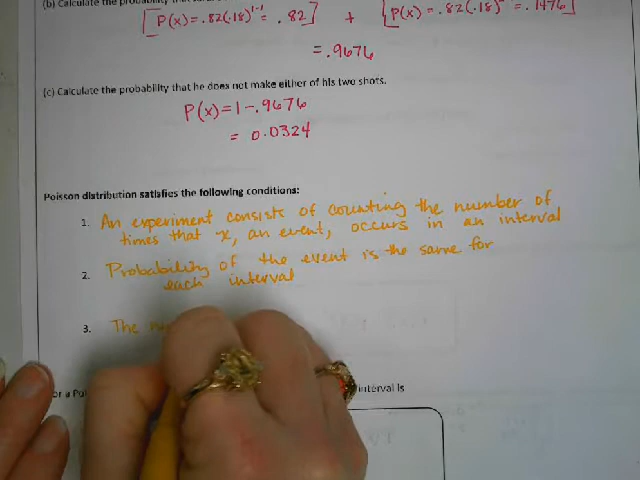 (b) Calculate the probability
[P(x) = .82(.18)¹⁻¹ = .82] + [P(x) = .82(.18) = .1476]
= .9676
(c) Calculate the probability that he does not make either of his two shots.
P(x) = 1 - .9676
= 0.0324
Poisson distribution satisfies the following conditions:
1. An experiment consists of counting the number of
times that x, an event, occurs in an interval
2. Probability of the event is the same for
each interval
3. The
interval is